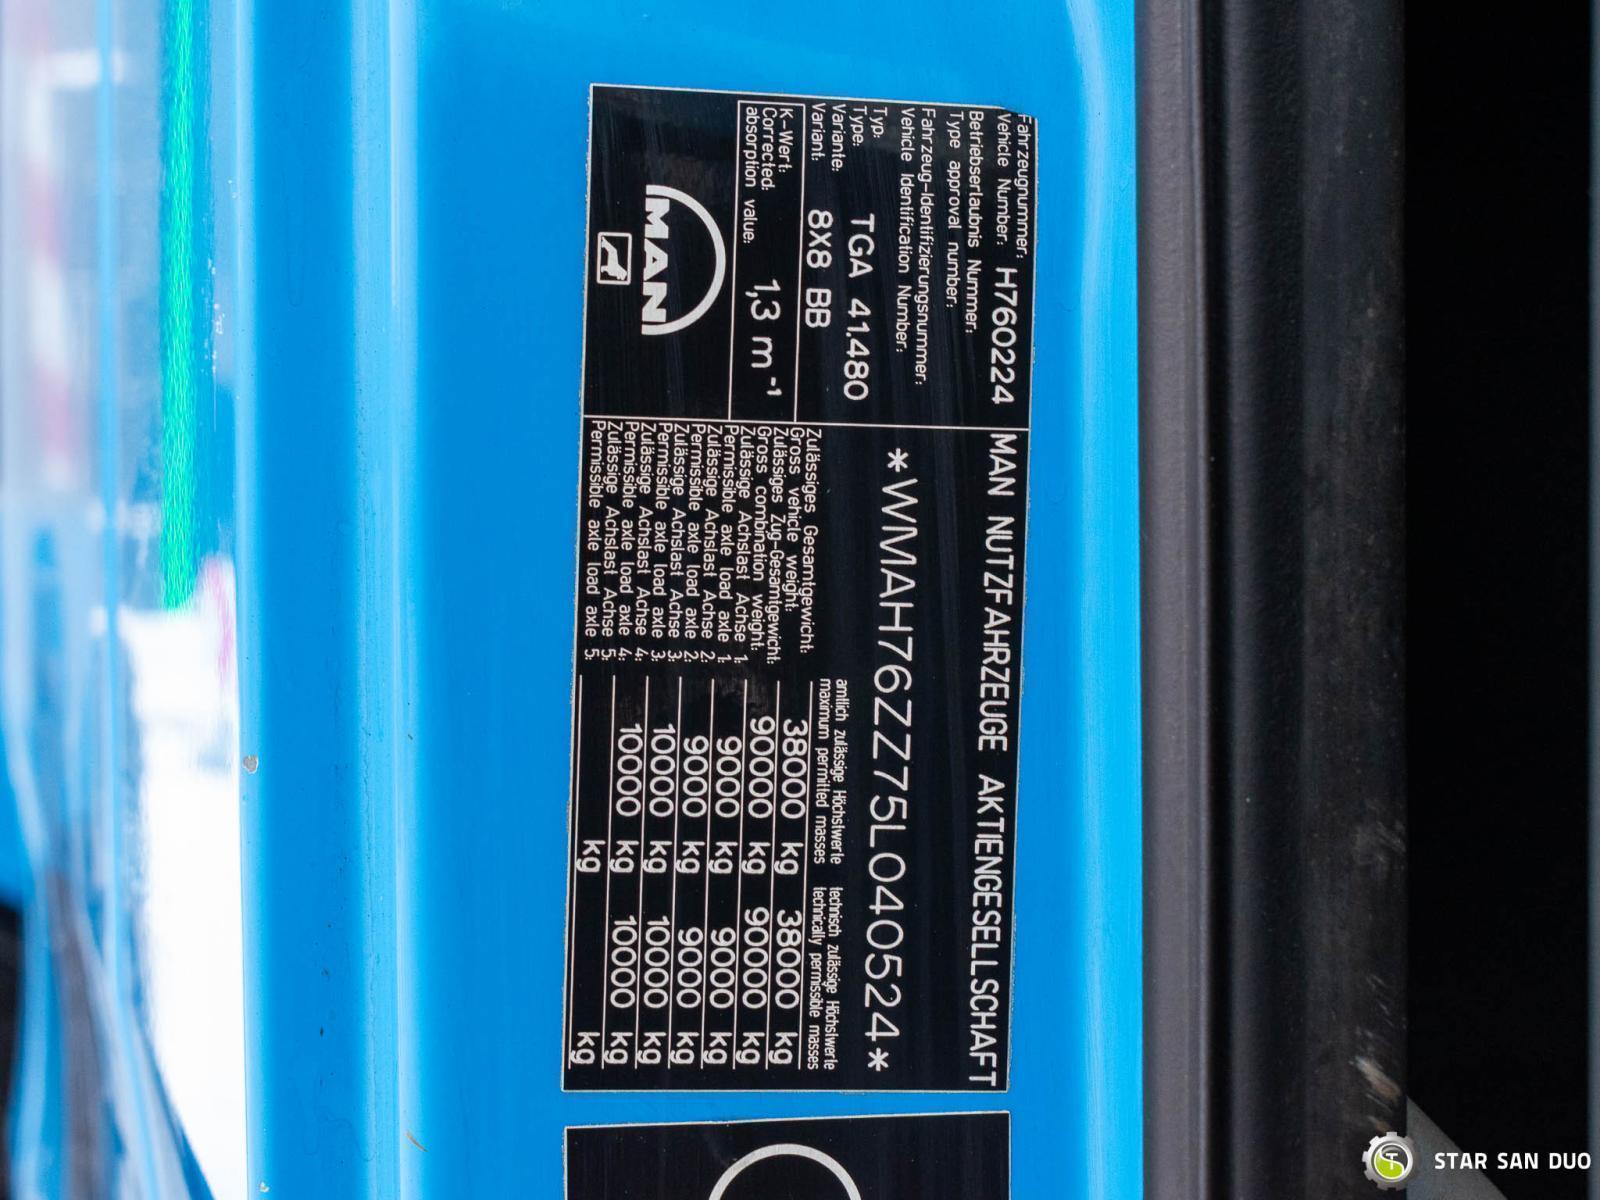 Fahrzeugnummer:
Vehicle Number: H760224
Betriebserlaubnis Nummer:
Type approval number:
Fahrzeug-Identifizierungsnummer:
Vehicle Identification Number:
Typ:
Type: TGA 41.480
Variante:
Variant: 8X8 BB
K-Wert:
Corrected: 1,3 m⁻¹
absorption value:
MAN
MAN NUTZFAHRZEUGE AKTIENGESELLSCHAFT
*WMAH76ZZ75L040524*
amtlich zulässige Höchstwerte technisch zulässige Höchstwerte
maximum permitted masses technically permissible masses
Zulässiges Gesamtgewicht:
Gross vehicle weight: 38000 kg 38000 kg
Zulässiges Zug-Gesamtgewicht:
Gross combination weight: 90000 kg 90000 kg
Zulässige Achslast Achse 1:
Permissible axle load axle 1: 9000 kg 9000 kg
Zulässige Achslast Achse 2:
Permissible axle load axle 2: 9000 kg 9000 kg
Zulässige Achslast Achse 3:
Permissible axle load axle 3: 10000 kg 10000 kg
Zulässige Achslast Achse 4:
Permissible axle load axle 4: 10000 kg 10000 kg
Zulässige Achslast Achse 5:
Permissible axle load axle 5: kg kg
STAR SAN DUO